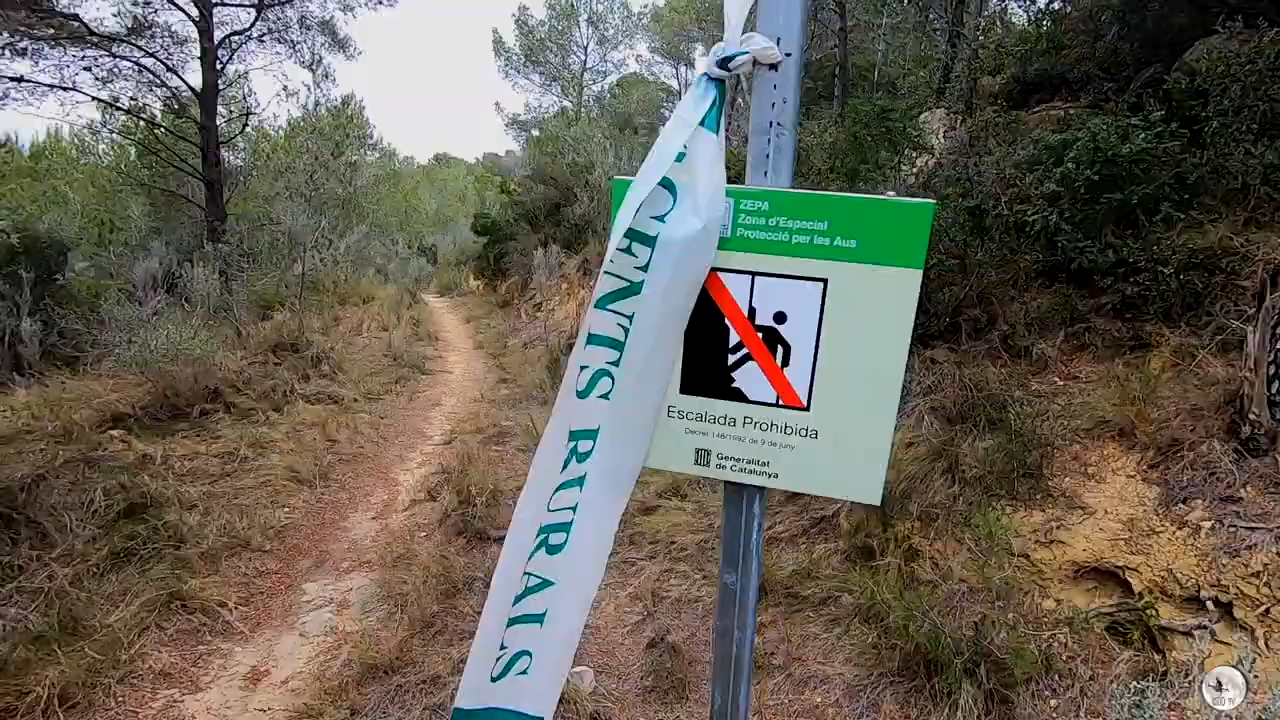 GENTS RURALS
ZEPA
Zona d'Especial
Protecció per les Aus
Escalada Prohibida
Decret 148/1992 de 9 de juny
Generalitat
de Catalunya